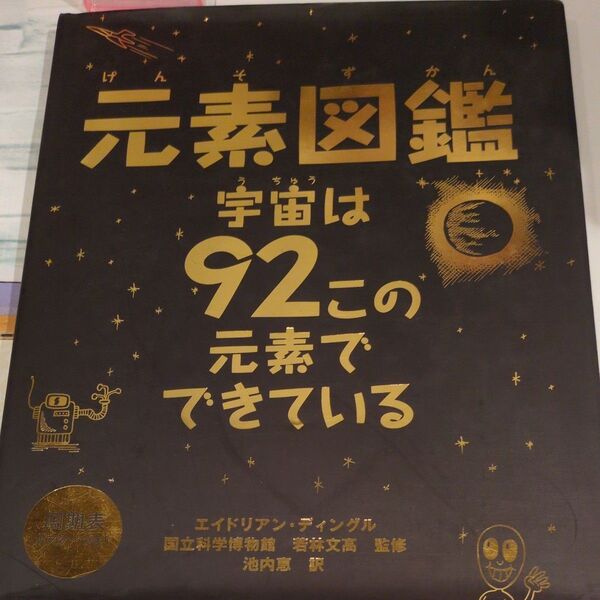 げんそずかん
元素図鑑
うちゅう
宇宙は
92この
元素で
できている
周期表
エイドリアン・ディングル
国立科学博物館 若林文高 監修
池内恵 訳